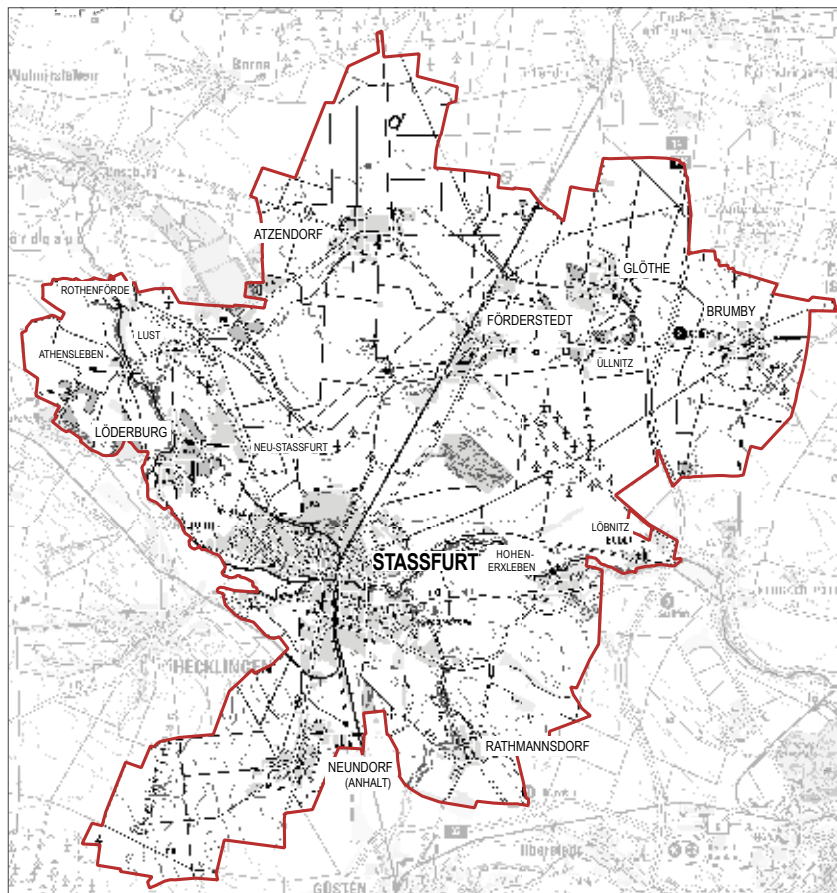 ATZENDORF
GLÖTHE
ROTHENFÖRDE
BRUMBY
FÖRDERSTEDT
LUST
ATHENSLEBEN
ÜLLNITZ
LÖDERBURG
NEU-STASSFURT
LÖBNITZ
STASSFURT
HOHEN-
ERXLEBEN
HECKLINGEN
RATHMANNSDORF
NEUNDORF
(ANHALT)
GÜSTEN